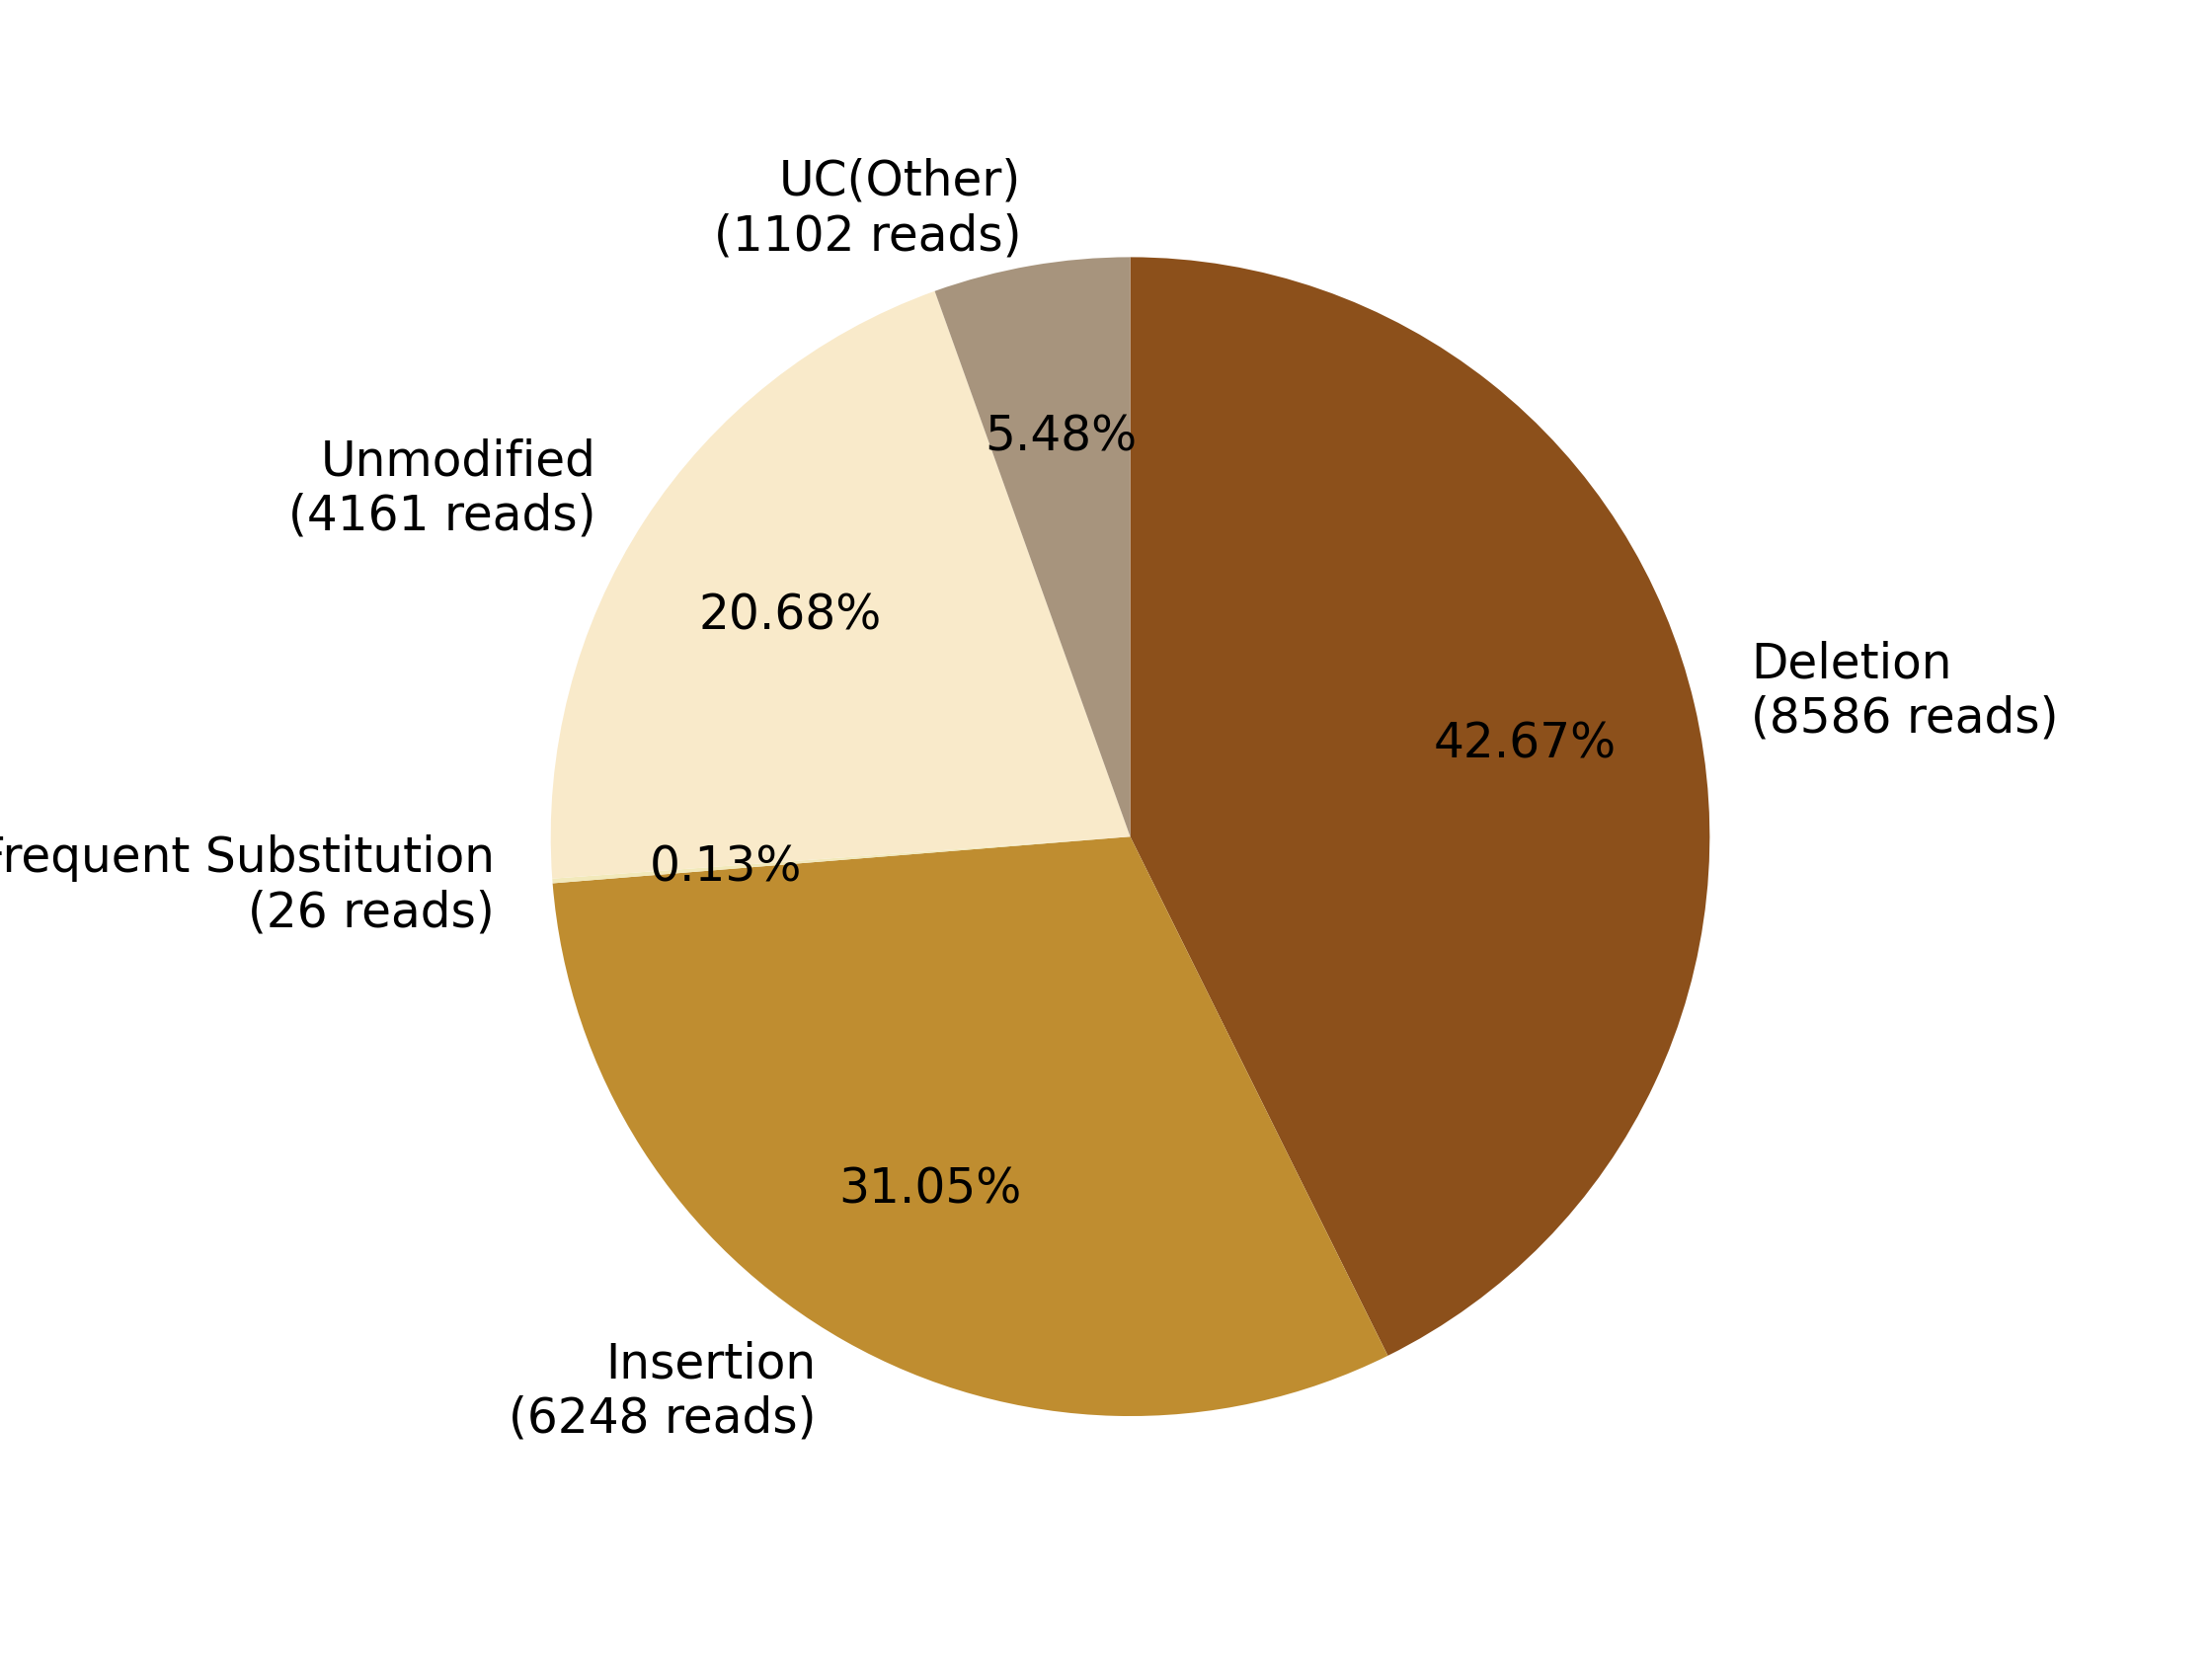 UC(Other)
(1102 reads)
5.48%
Unmodified
(4161 reads)
20.68%
Deletion
(8586 reads)
42.67%
Substitution
(26 reads)
0.13%
31.05%
Insertion
(6248 reads)